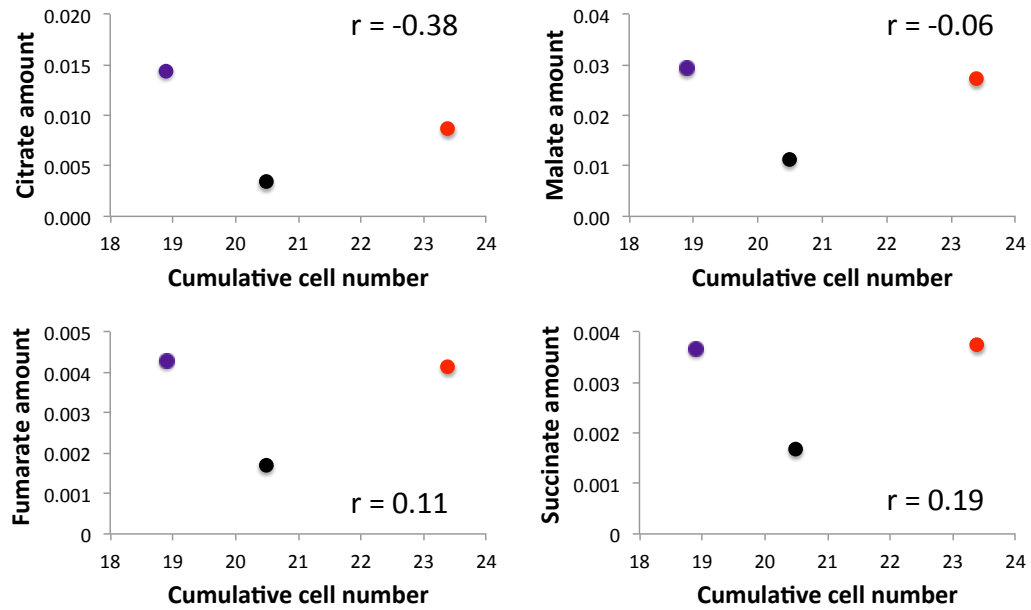 r = -0.38
Citrate amount
0.020
0.015
0.010
0.005
0.000
18 19 20 21 22 23 24
Cumulative cell number
r = -0.06
Malate amount
0.04
0.03
0.02
0.01
0.00
18 19 20 21 22 23 24
Cumulative cell number
Fumarate amount
0.005
0.004
0.003
0.002
0.001
0
r = 0.11
18 19 20 21 22 23 24
Cumulative cell number
Succinate amount
0.004
0.003
0.002
0.001
0
r = 0.19
18 19 20 21 22 23 24
Cumulative cell number